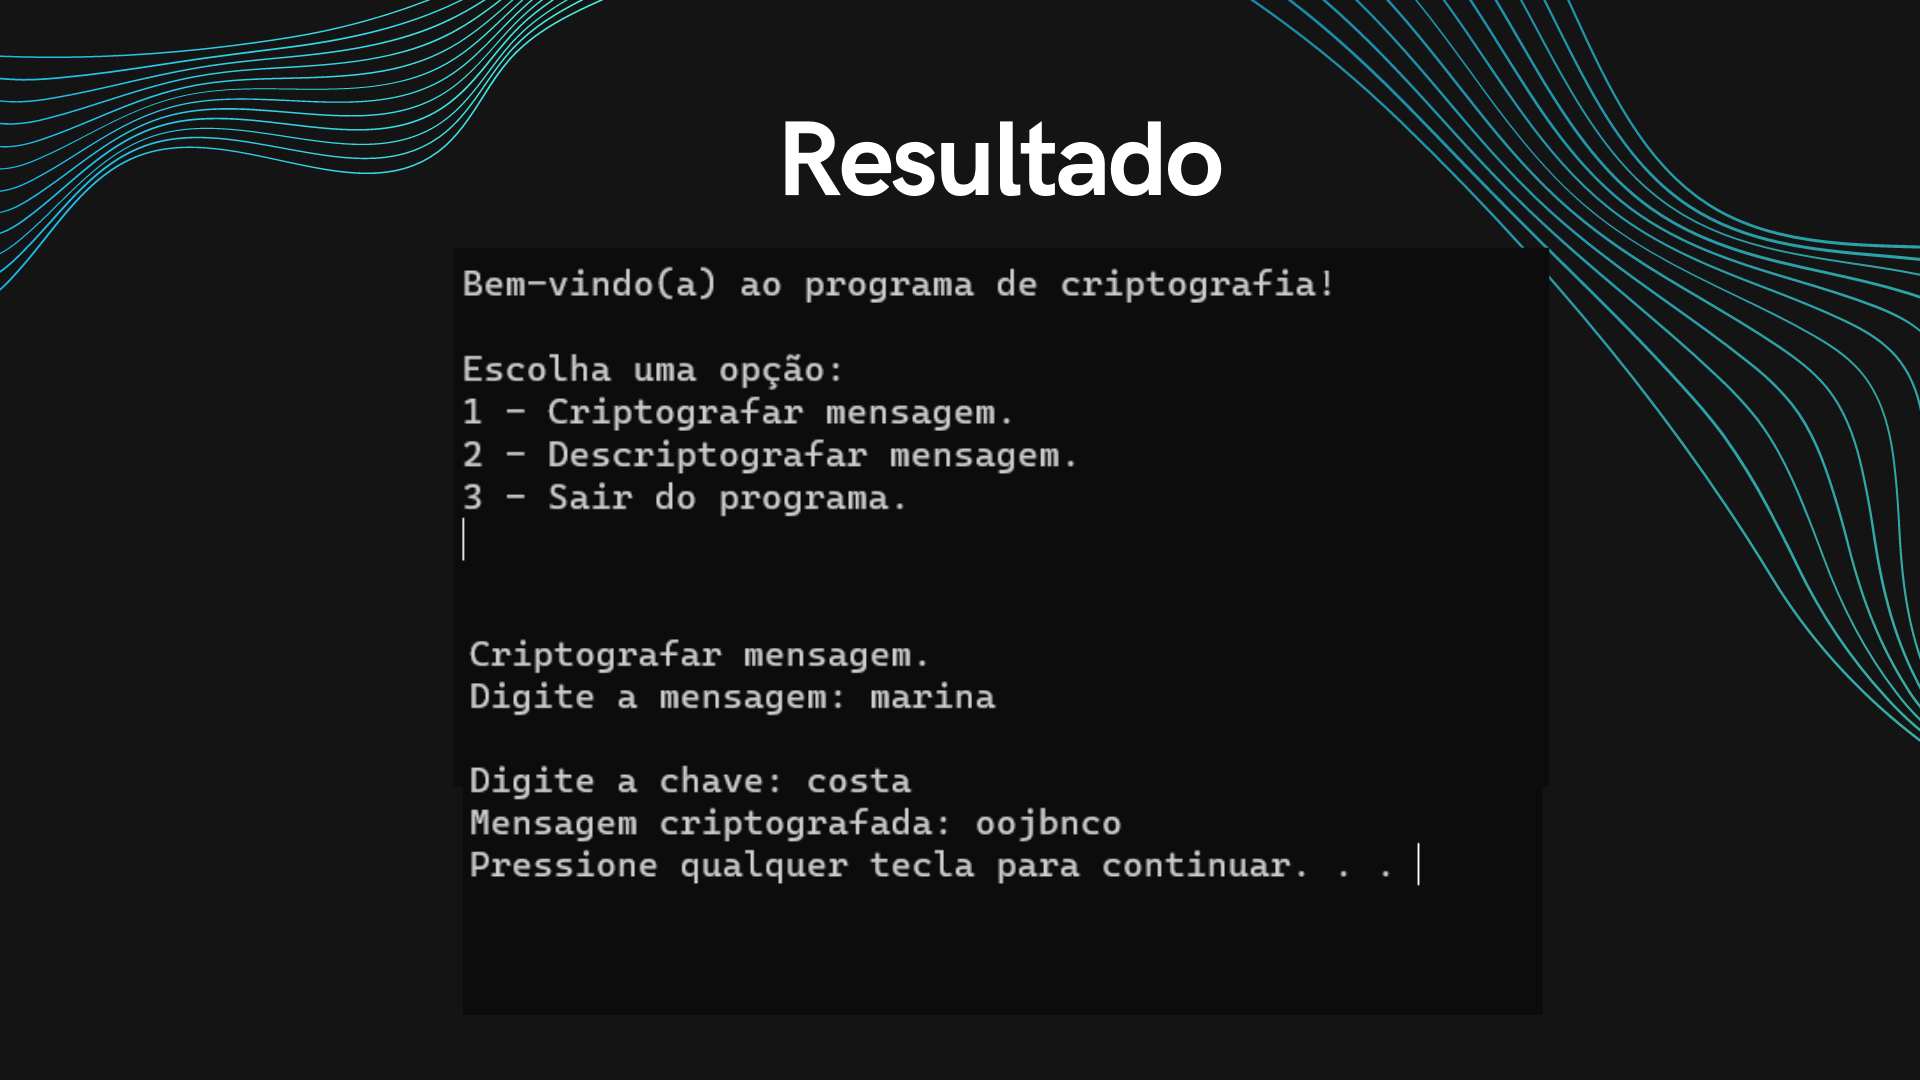 Resultado
Bem-vindo(a) ao programa de criptografia!
Escolha uma opção:
1 - Criptografar mensagem.
2 - Descriptografar mensagem.
3 - Sair do programa.
Criptografar mensagem.
Digite a mensagem: marina
Digite a chave: costa
Mensagem criptografada: oojbnco
Pressione qualquer tecla para continuar. . .